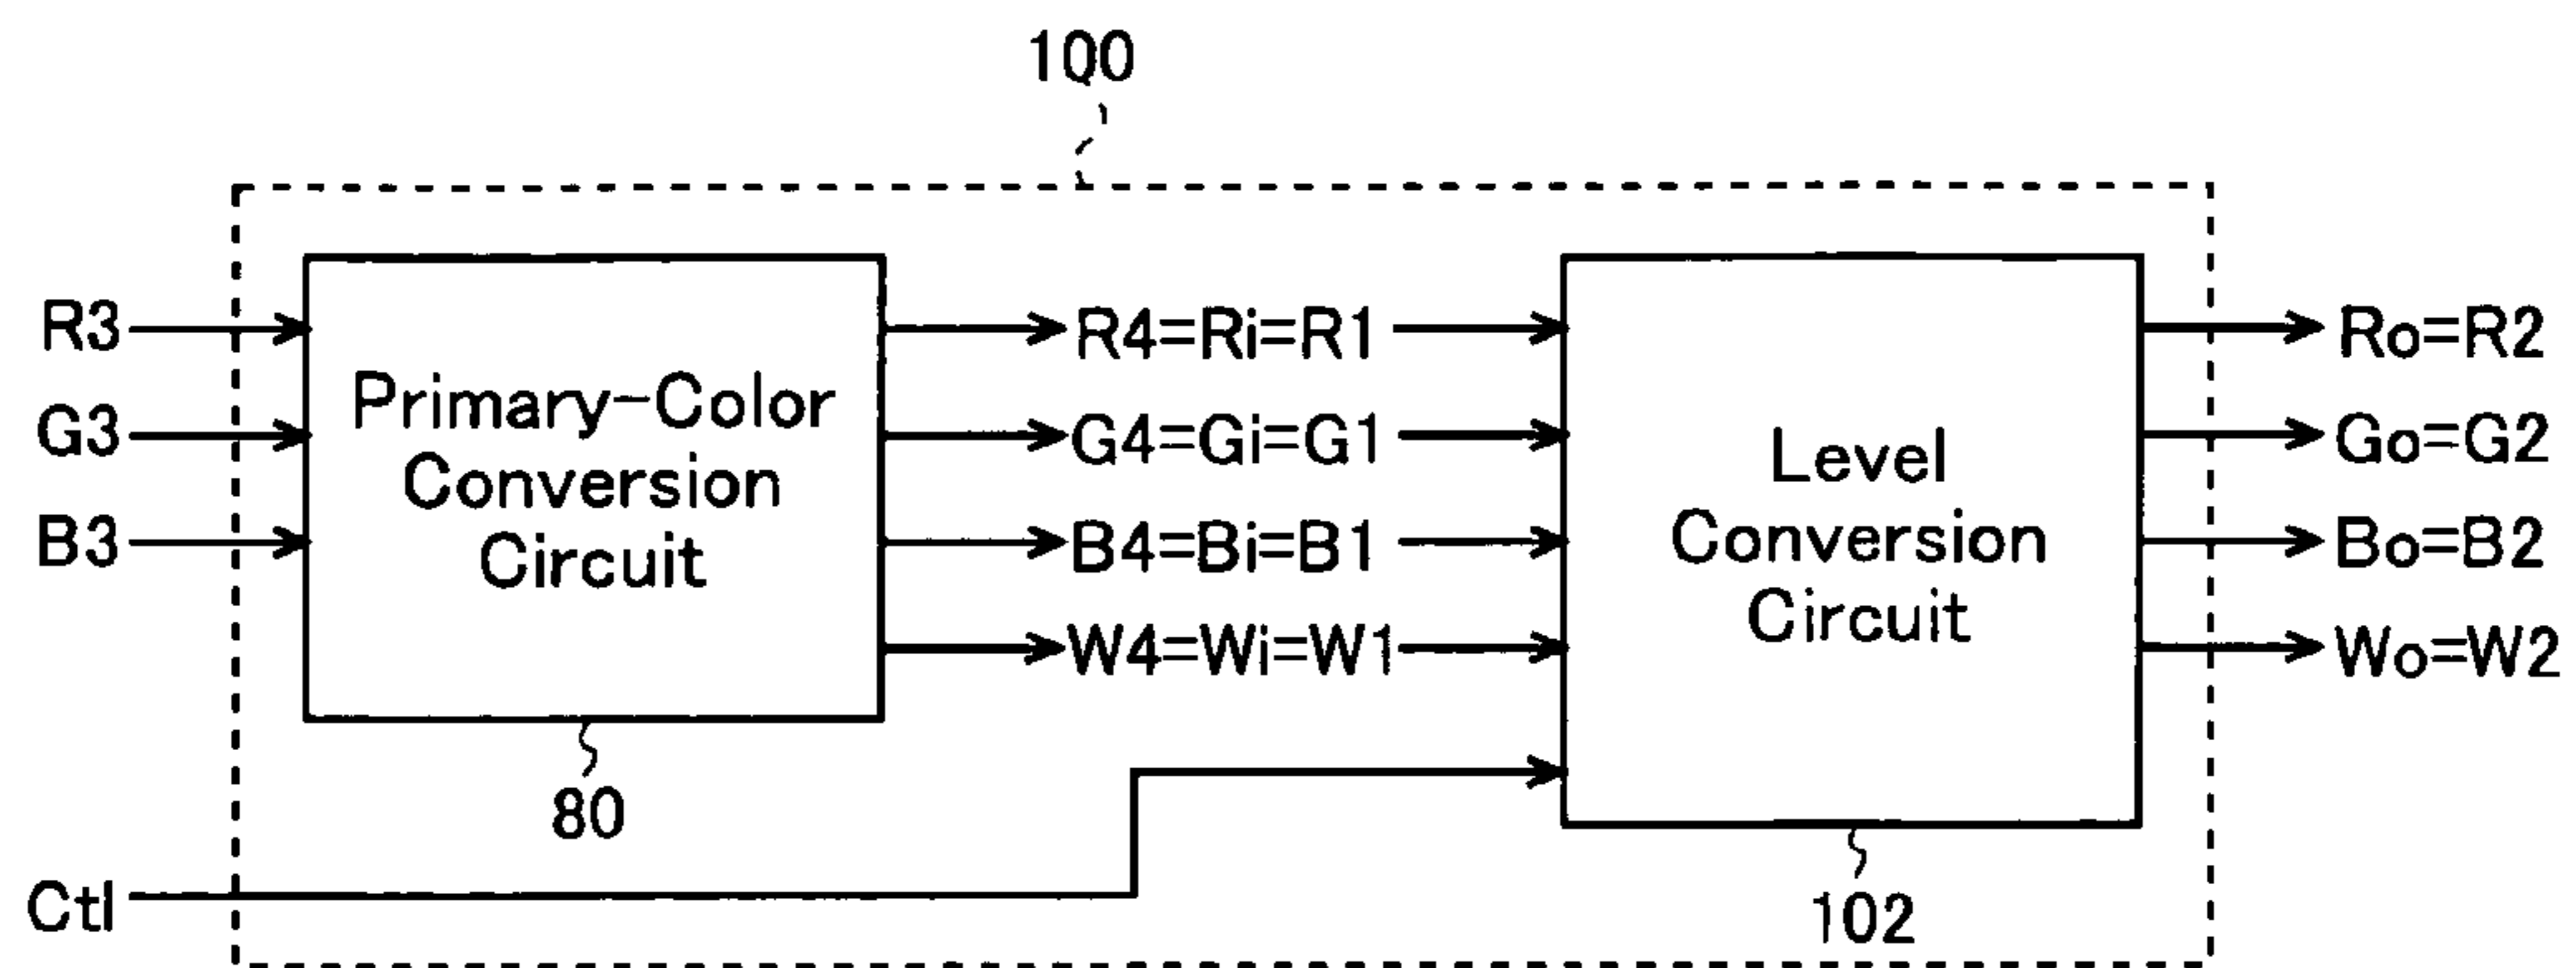 100
R3
G3
B3
Primary-Color
Conversion
Circuit
80
R4=Ri=R1
G4=Gi=G1
B4=Bi=B1
W4=Wi=W1
Level
Conversion
Circuit
102
Ro=R2
Go=G2
Bo=B2
Wo=W2
Ctl